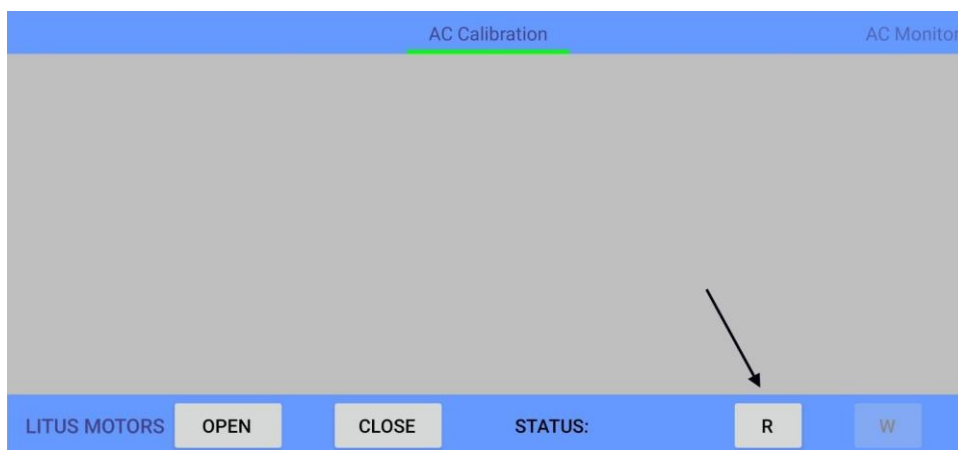 AC Calibration AC Monitor
LITUS MOTORS OPEN CLOSE STATUS: R W